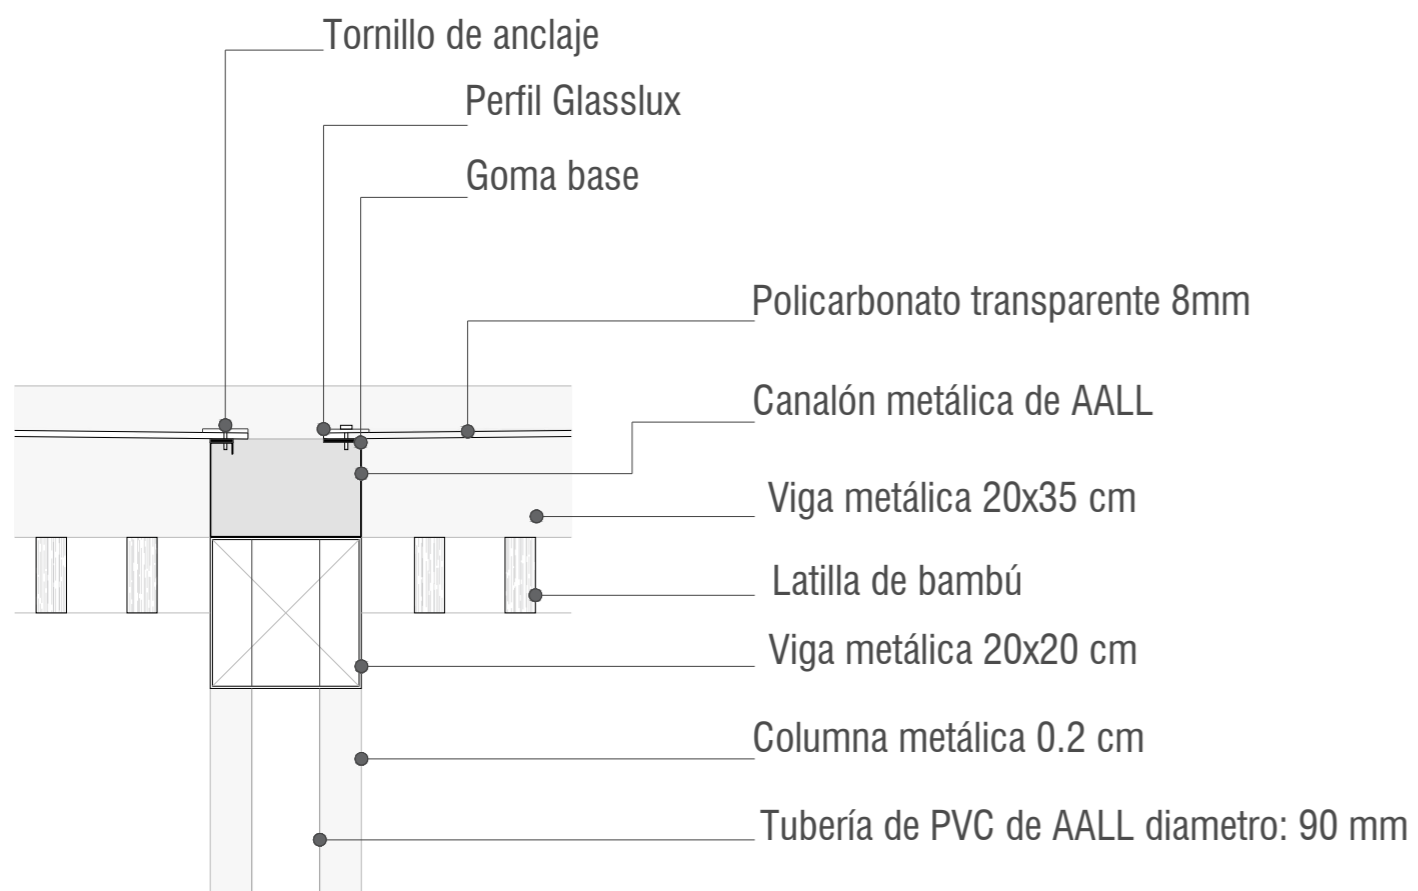 Tornillo de anclaje
Perfil Glasslux
Goma base
Policarbonato transparente 8mm
Canalón metálica de AALL
Viga metálica 20x35 cm
Latilla de bambú
Viga metálica 20x20 cm
Columna metálica 0.2 cm
Tubería de PVC de AALL diametro: 90 mm